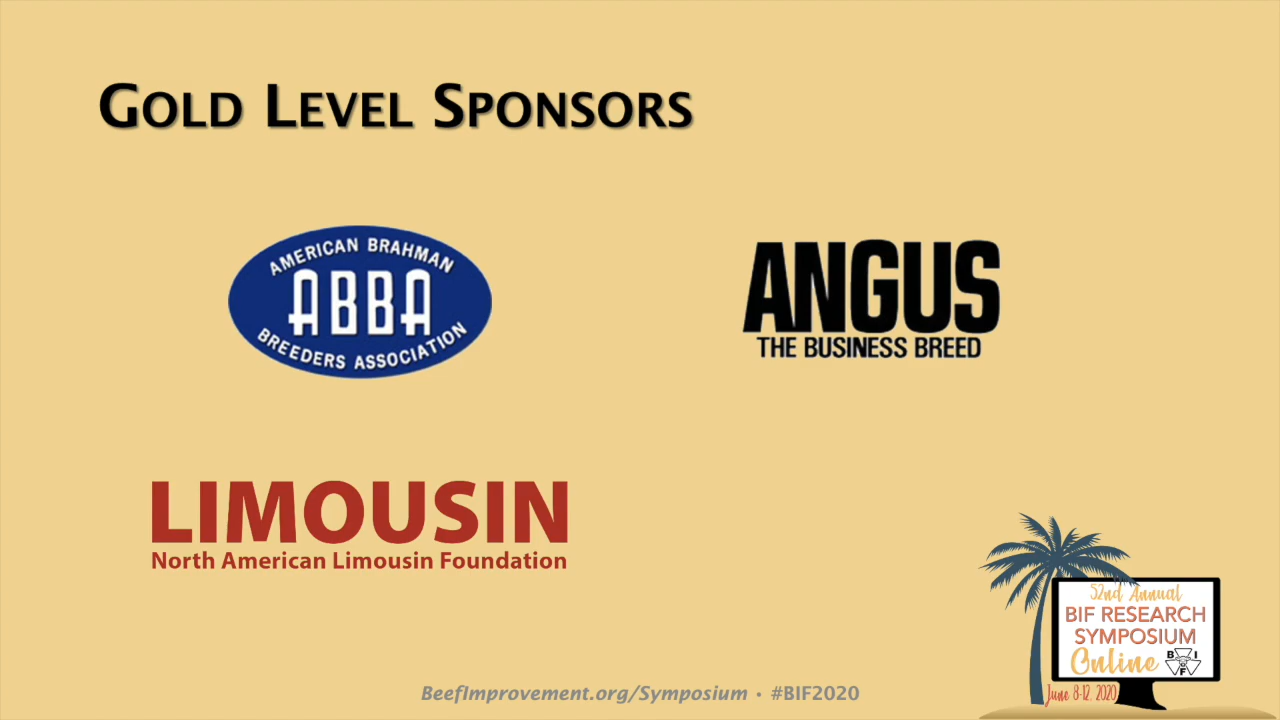 GOLD LEVEL SPONSORS
AMERICAN BRAHMAN
ABBA
BREEDERS ASSOCIATION
ANGUS
THE BUSINESS BREED
LIMOUSIN
North American Limousin Foundation
52nd Annual
BIF RESEARCH
SYMPOSIUM
Online
B I F
June 8-12, 2020
BeefImprovement.org/Symposium • #BIF2020